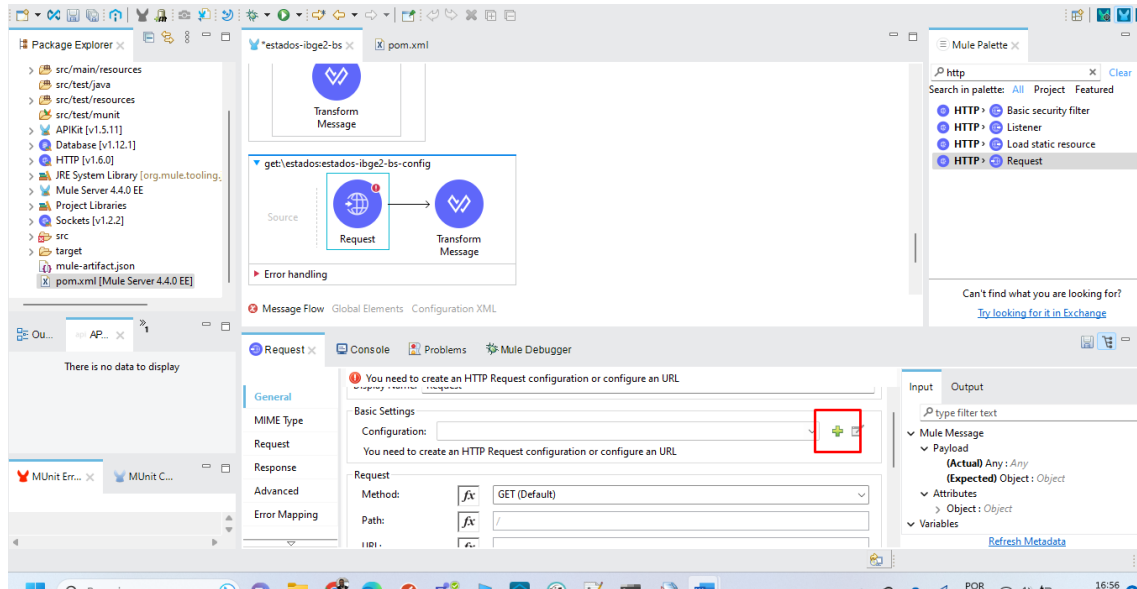 Package Explorer
*estados-ibge2-bs
pom.xml
Mule Palette
src/main/resources
src/test/java
src/test/resources
src/test/munit
APIKit [v1.5.11]
Database [v1.12.1]
HTTP [v1.6.0]
JRE System Library [org.mule.tooling.
Mule Server 4.4.0 EE
Project Libraries
Sockets [v1.2.2]
src
target
mule-artifact.json
pom.xml [Mule Server 4.4.0 EE]
Transform
Message
get:\estados:estados-ibge2-bs-config
Source
Request
Transform
Message
Error handling
Message Flow Global Elements Configuration XML
http
Clear
Search in palette: All Project Featured
HTTP > Basic security filter
HTTP > Listener
HTTP > Load static resource
HTTP > Request
Can't find what you are looking for?
Try looking for it in Exchange
Ou...
AP...
»1
There is no data to display
MUnit Err...
MUnit C...
Request
Console
Problems
Mule Debugger
You need to create an HTTP Request configuration or configure an URL
Display Name: Request
General
MIME Type
Request
Response
Advanced
Error Mapping
Basic Settings
Configuration:
You need to create an HTTP Request configuration or configure an URL
Request
Method: fx GET (Default)
Path: fx /
URL: fx
Input Output
type filter text
Mule Message
Payload
(Actual) Any : Any
(Expected) Object : Object
Attributes
Object : Object
Variables
Refresh Metadata
POR
16:56